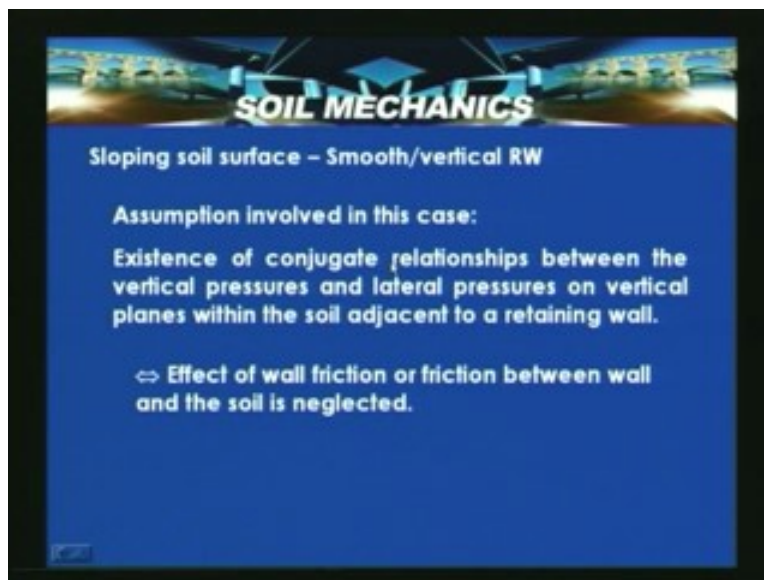 SOIL MECHANICS
Sloping soil surface – Smooth/vertical RW
Assumption involved in this case:
Existence of conjugate relationships between the
vertical pressures and lateral pressures on vertical
planes within the soil adjacent to a retaining wall.
⇔ Effect of wall friction or friction between wall
and the soil is neglected.